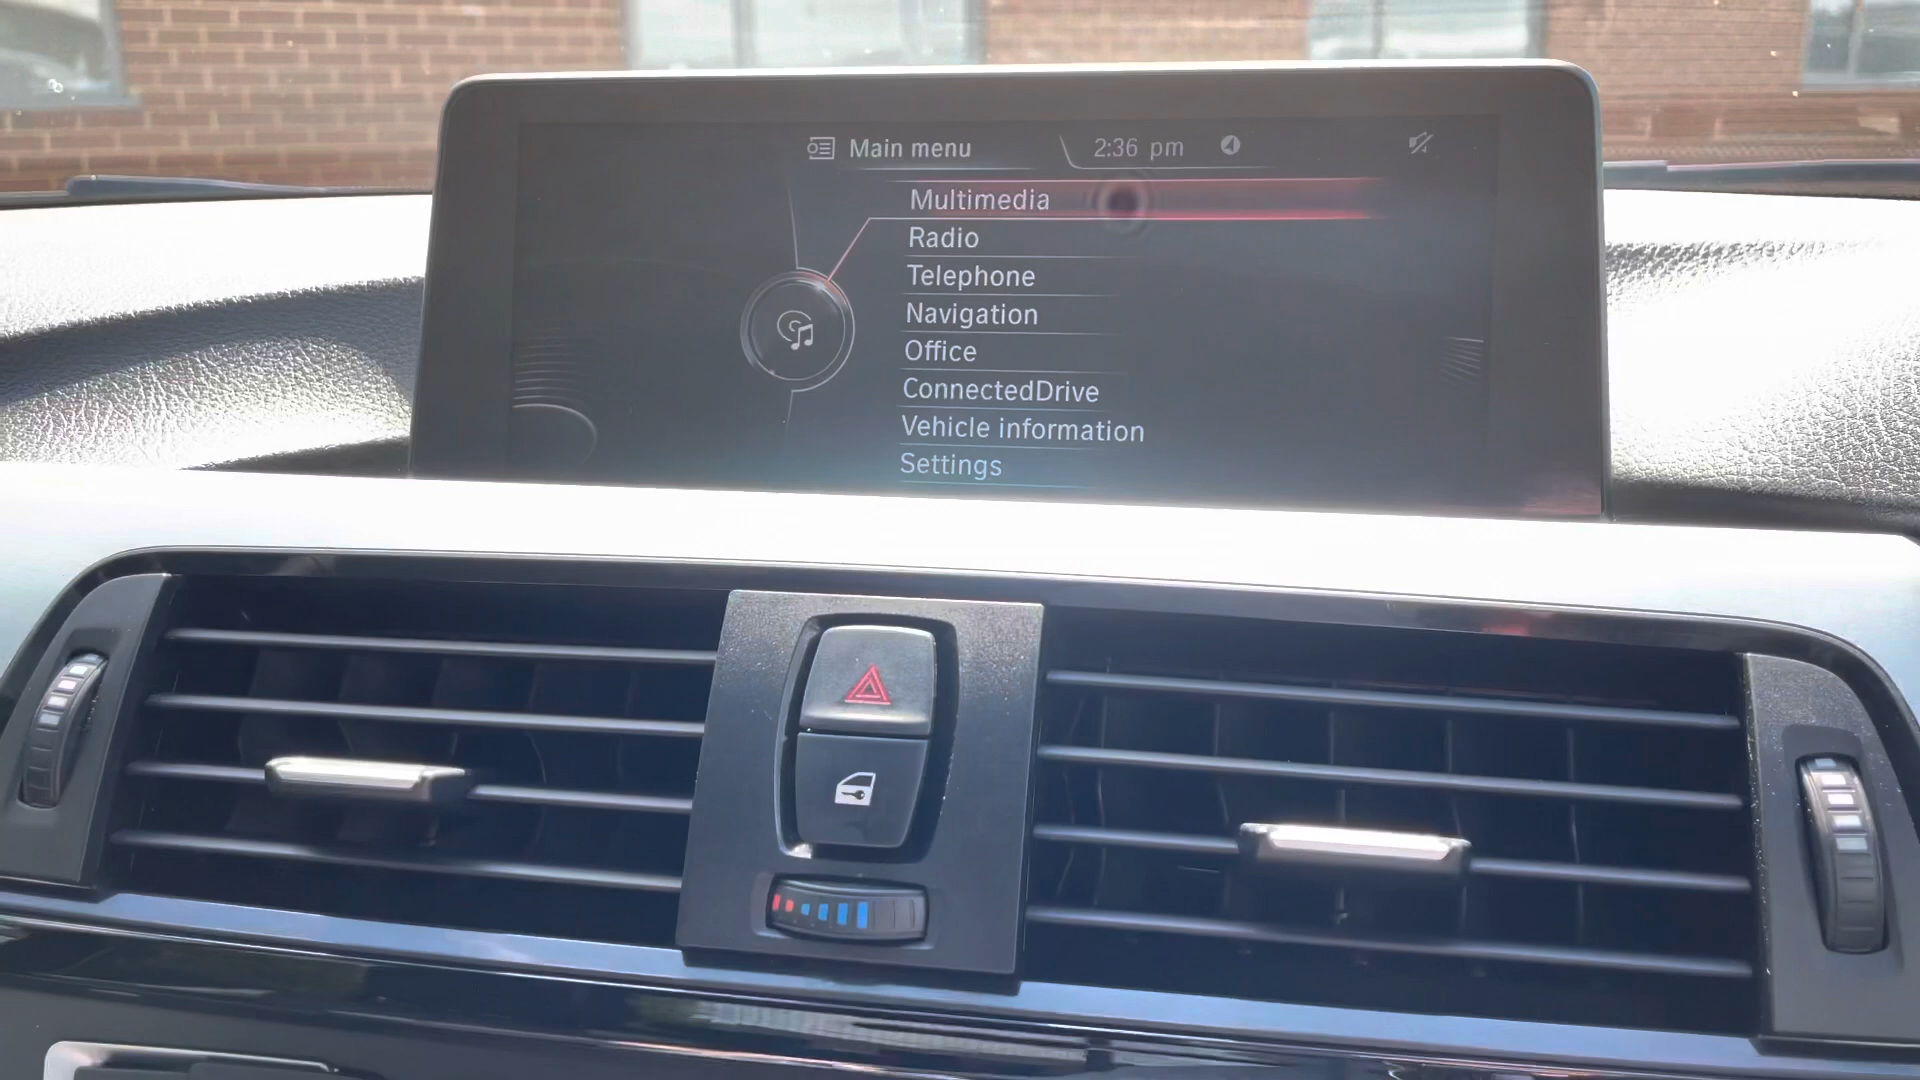 Main menu
2:36 pm
Multimedia
Radio
Telephone
Navigation
Office
ConnectedDrive
Vehicle information
Settings